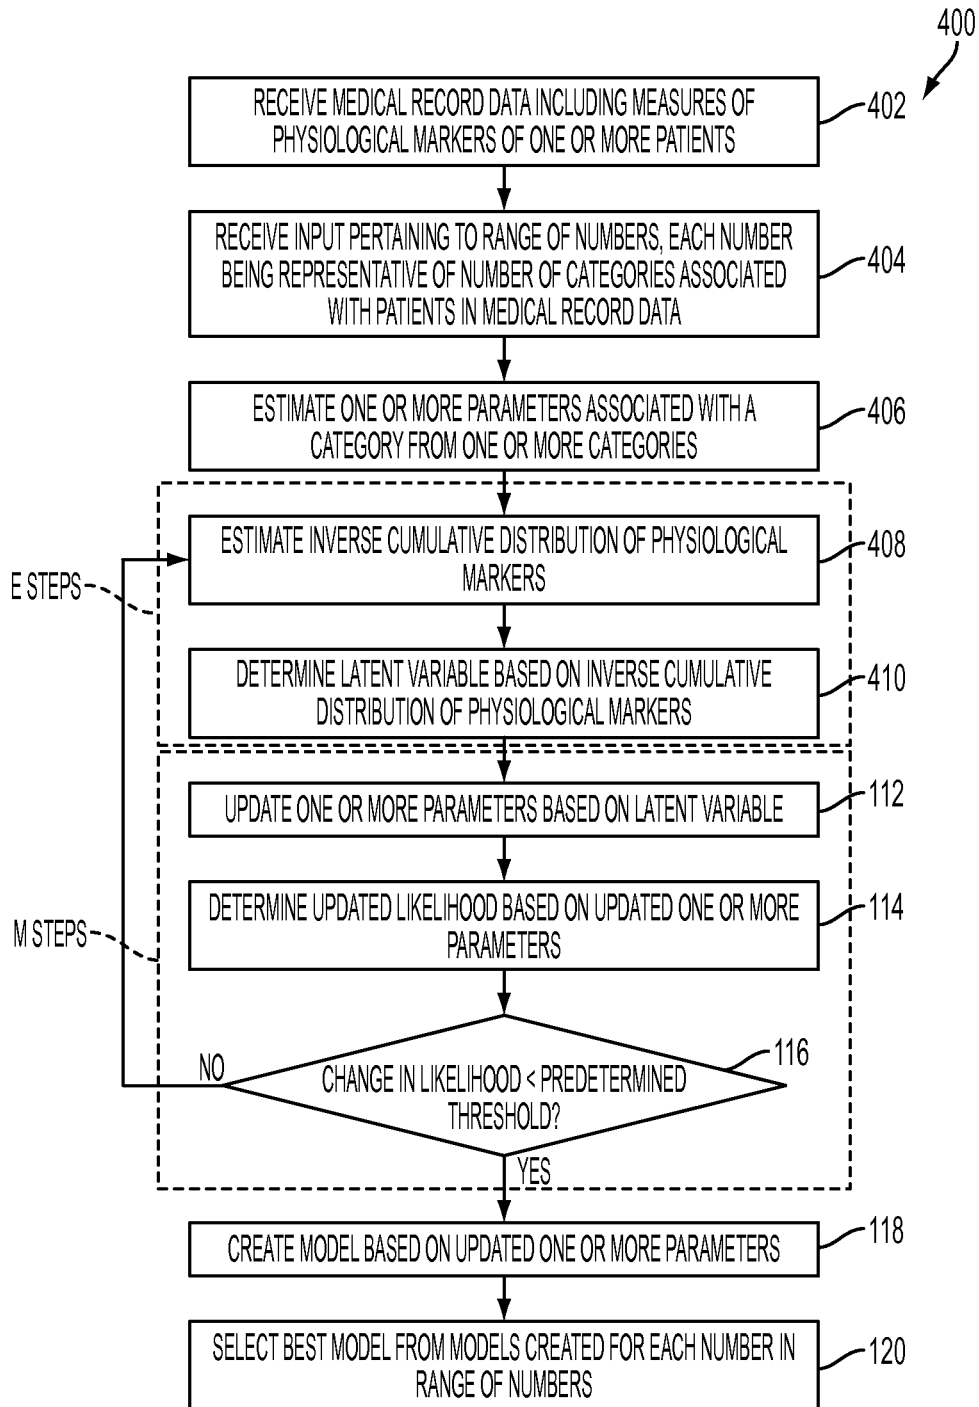 400
RECEIVE MEDICAL RECORD DATA INCLUDING MEASURES OF
PHYSIOLOGICAL MARKERS OF ONE OR MORE PATIENTS
402
RECEIVE INPUT PERTAINING TO RANGE OF NUMBERS, EACH NUMBER
BEING REPRESENTATIVE OF NUMBER OF CATEGORIES ASSOCIATED
WITH PATIENTS IN MEDICAL RECORD DATA
404
ESTIMATE ONE OR MORE PARAMETERS ASSOCIATED WITH A
CATEGORY FROM ONE OR MORE CATEGORIES
406
E STEPS
ESTIMATE INVERSE CUMULATIVE DISTRIBUTION OF PHYSIOLOGICAL
MARKERS
408
DETERMINE LATENT VARIABLE BASED ON INVERSE CUMULATIVE
DISTRIBUTION OF PHYSIOLOGICAL MARKERS
410
M STEPS
UPDATE ONE OR MORE PARAMETERS BASED ON LATENT VARIABLE
112
DETERMINE UPDATED LIKELIHOOD BASED ON UPDATED ONE OR MORE
PARAMETERS
114
NO
CHANGE IN LIKELIHOOD < PREDETERMINED
THRESHOLD?
116
YES
CREATE MODEL BASED ON UPDATED ONE OR MORE PARAMETERS
118
SELECT BEST MODEL FROM MODELS CREATED FOR EACH NUMBER IN
RANGE OF NUMBERS
120